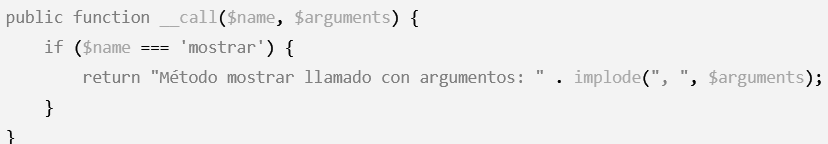 public function __call($name, $arguments) {
    if ($name === 'mostrar') {
        return "Método mostrar llamado con argumentos: " . implode(", ", $arguments);
    }
}